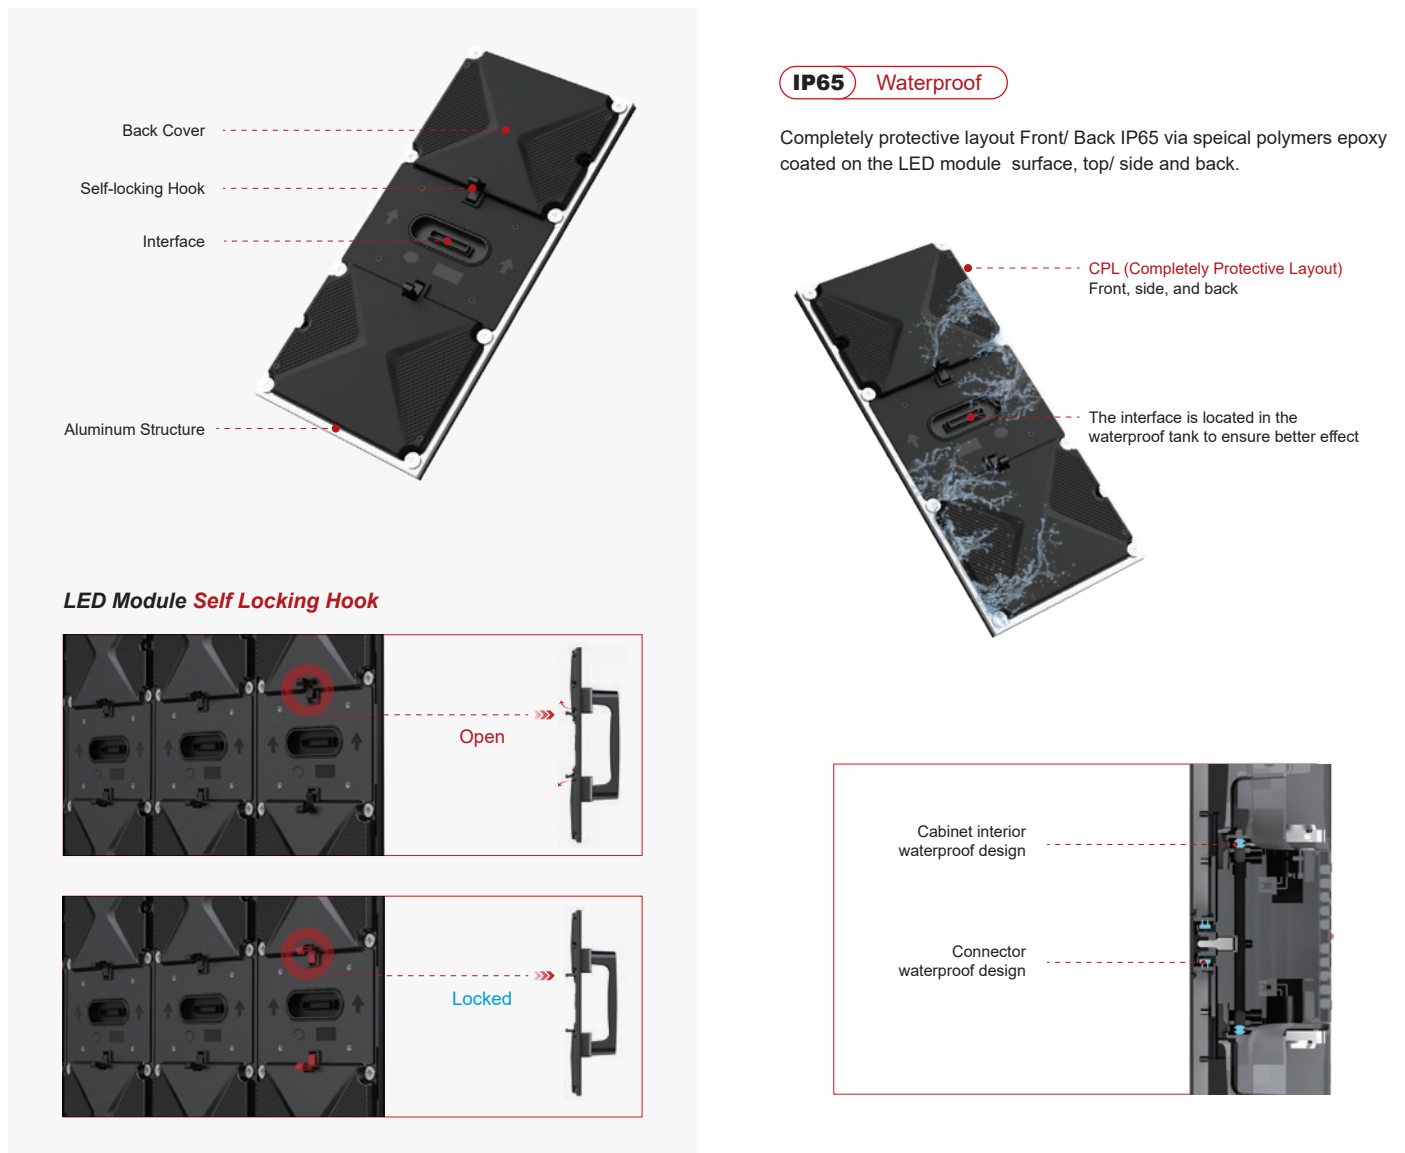 Back Cover
Self-locking Hook
Interface
Aluminum Structure
LED Module Self Locking Hook
Open
Locked
IP65 Waterproof
Completely protective layout Front/ Back IP65 via speical polymers epoxy
coated on the LED module surface, top/ side and back.
CPL (Completely Protective Layout)
Front, side, and back
The interface is located in the
waterproof tank to ensure better effect
Cabinet interior
waterproof design
Connector
waterproof design